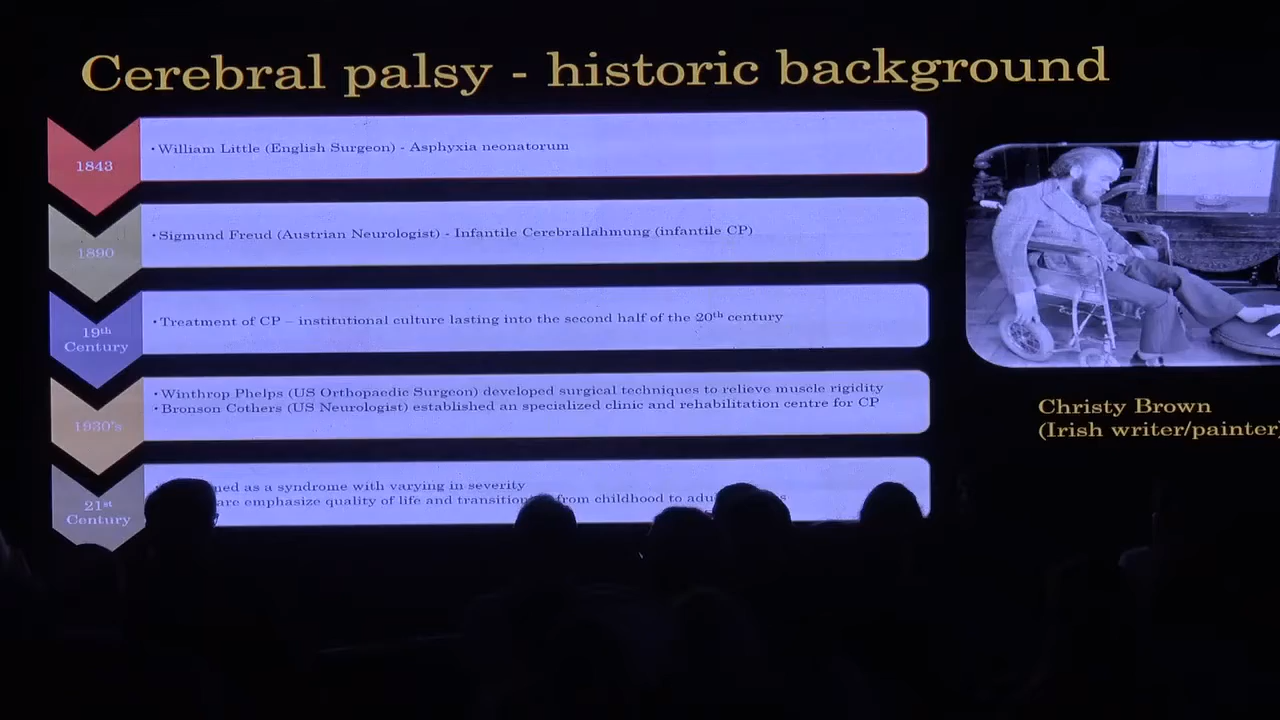 Cerebral palsy - historic background
1843
• William Little (English Surgeon) - Asphyxia neonatorum
1890
• Sigmund Freud (Austrian Neurologist) - Infantile Cerebrallahmung (infantile CP)
19th
Century
• Treatment of CP – institutional culture lasting into the second half of the 20th century
1930's
• Winthrop Phelps (US Orthopaedic Surgeon) developed surgical techniques to relieve muscle rigidity
• Bronson Cothers (US Neurologist) established an specialized clinic and rehabilitation centre for CP
21st
Century
as a syndrome with varying in severity
emphasize quality of life and from childhood to
Christy Brown
(Irish writer/painter